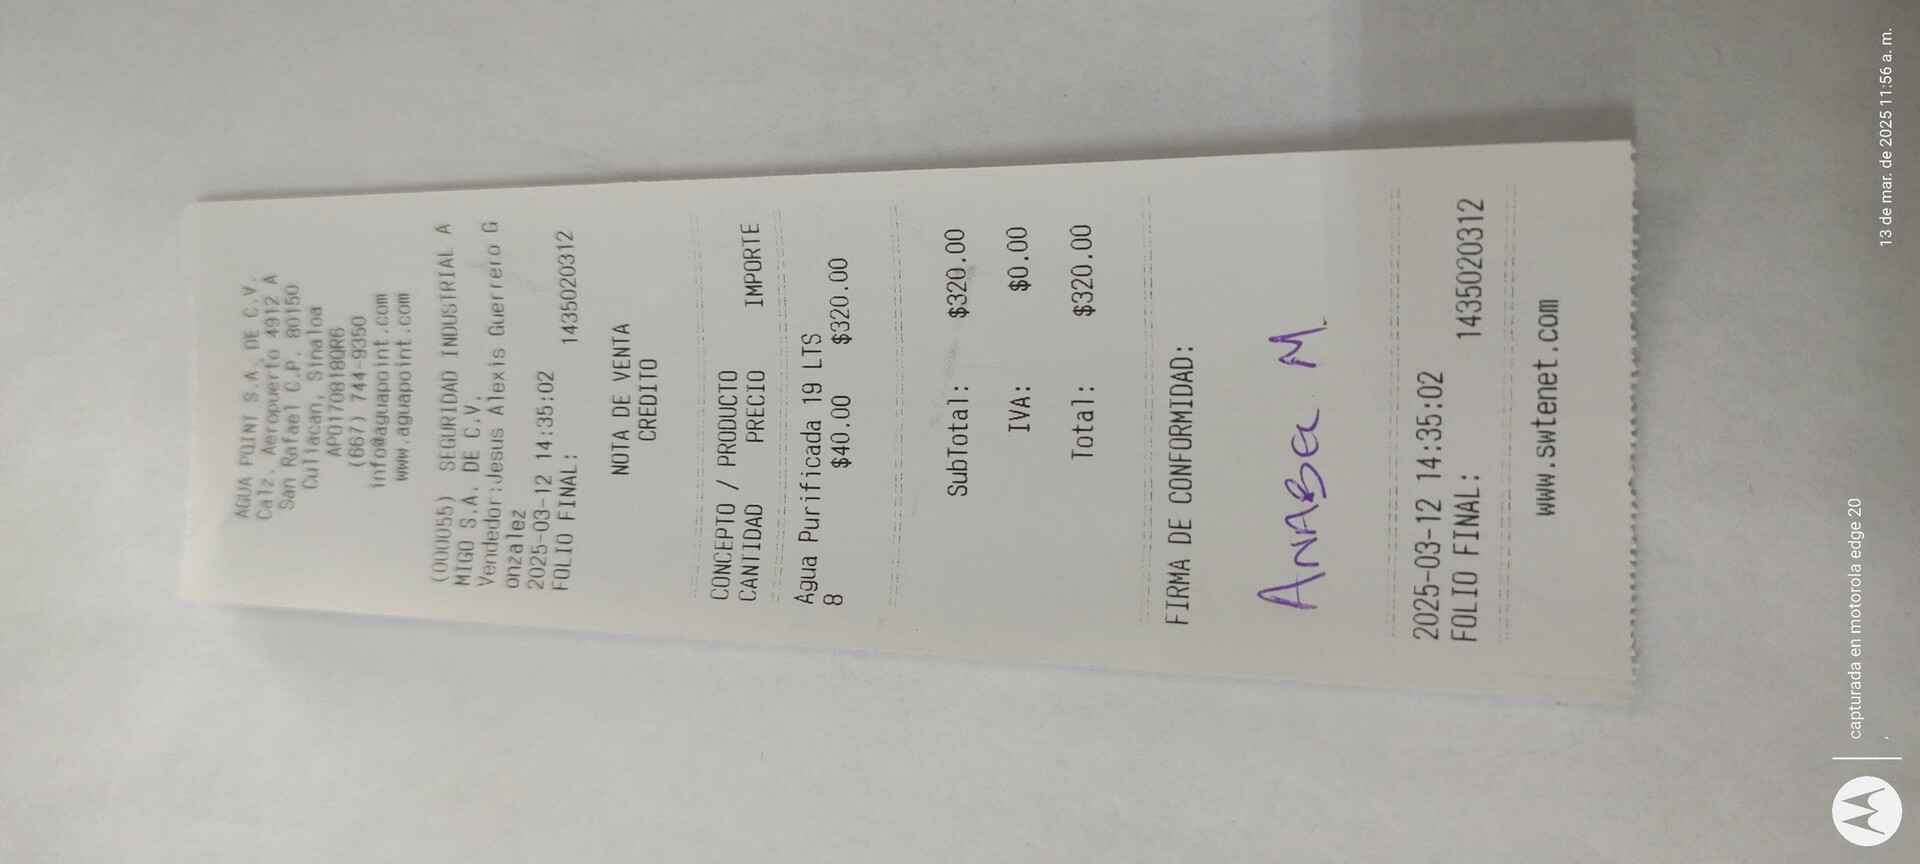 AGUA POINT S.A. DE C.V.
Calz. Aeropuerto 4912 A
San Rafael C.P. 80150
Culiacan, Sinaloa
APO170818QR6
(667) 744-9350
info@aguapoint.com
www.aguapoint.com
(000055) SEGURIDAD INDUSTRIAL A
MIGO S.A. DE C.V.
Vendedor:Jesus Alexis Guerrero G
onzalez
2025-03-12 14:35:02
FOLIO FINAL: 1435020312
NOTA DE VENTA
CREDITO
CONCEPTO / PRODUCTO
CANTIDAD PRECIO IMPORTE
Agua Purificada 19 LTS
8 $40.00 $320.00
SubTotal: $320.00
IVA: $0.00
Total: $320.00
FIRMA DE CONFORMIDAD:
Anabel M.
2025-03-12 14:35:02
FOLIO FINAL: 1435020312
www.swtenet.com
capturada en motorola edge 20
,
13 de mar. de 2025 11:56 a. m.